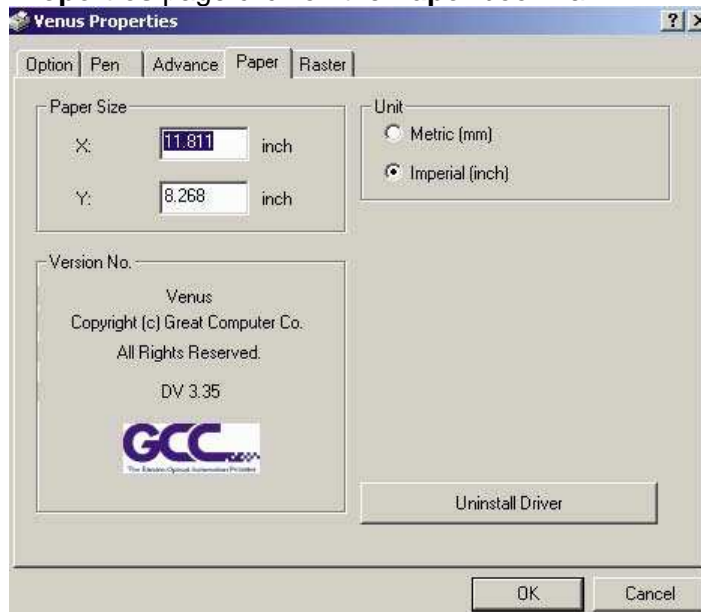 Venus Properties
Option Pen Advance Paper Raster
Paper Size
X: 11.811 inch
Y: 8.268 inch
Unit
Metric (mm)
Imperial (inch)
Version No.
Venus
Copyright (c) Great Computer Co.
All Rights Reserved.
DV 3.35
GCC
Uninstall Driver
OK Cancel